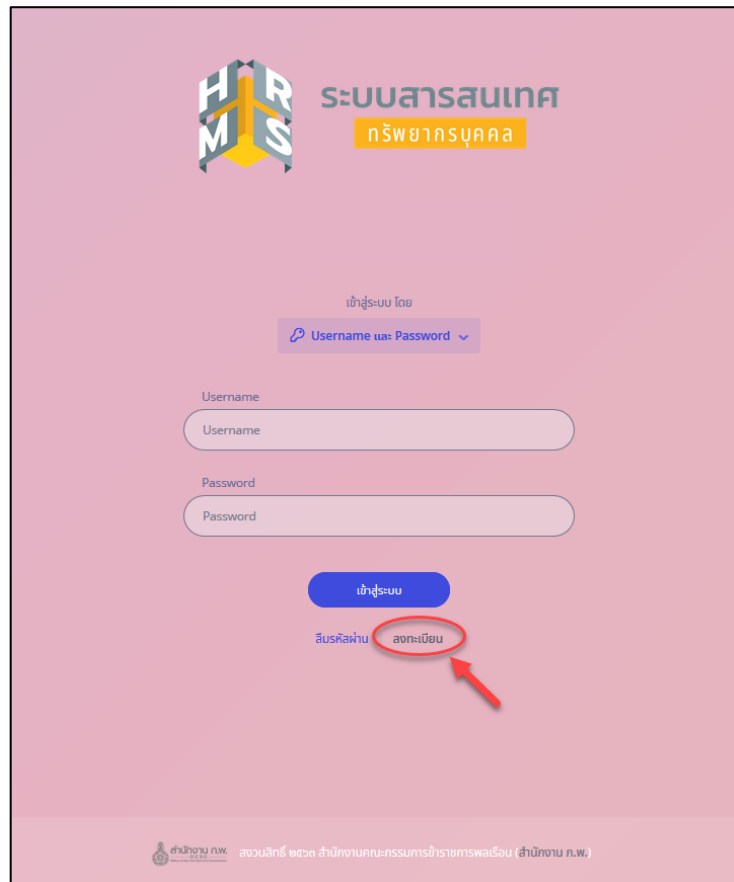 HR
MS
ระบบสารสนเทศ
ทรัพยากรบุคคล
เข้าสู่ระบบ โดย
Username และ Password
Username
Username
Password
Password
เข้าสู่ระบบ
ลืมรหัสผ่าน ลงทะเบียน
สำนักงาน ก.พ. สงวนสิทธิ์ ๒๕๖๓ สำนักงานคณะกรรมการข้าราชการพลเรือน (สำนักงาน ก.พ.)